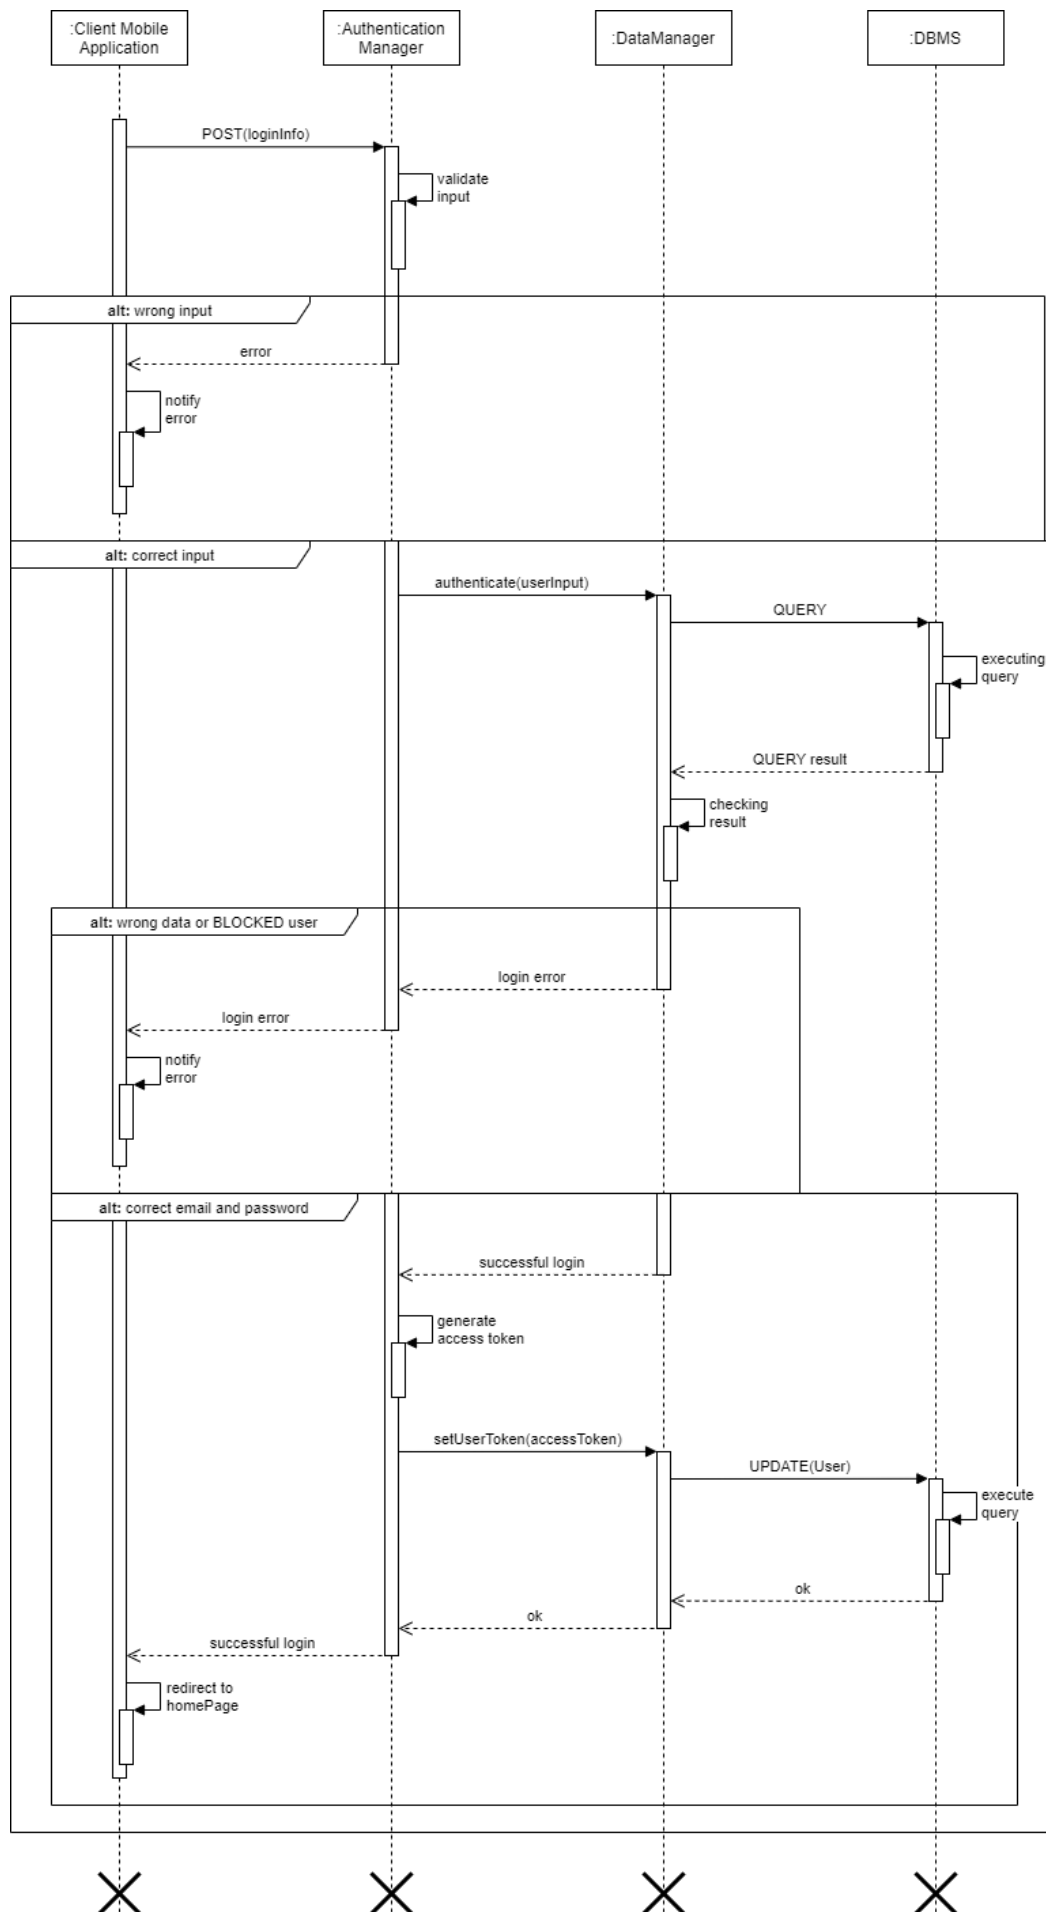 :Client Mobile
Application
:Authentication
Manager
:DataManager
:DBMS
POST(loginInfo)
validate
input
alt: wrong input
error
notify
error
alt: correct input
authenticate(userInput)
QUERY
executing
query
QUERY result
checking
result
alt: wrong data or BLOCKED user
login error
login error
notify
error
alt: correct email and password
successful login
generate
access token
setUserToken(accessToken)
UPDATE(User)
execute
query
ok
ok
successful login
redirect to
homePage